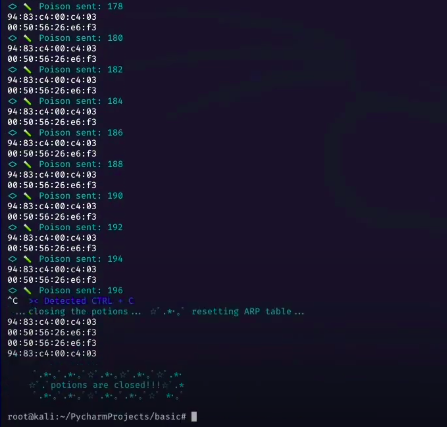 <> Poison sent: 178
94:83:c4:00:c4:03
00:50:56:26:e6:f3
<> Poison sent: 180
94:83:c4:00:c4:03
00:50:56:26:e6:f3
<> Poison sent: 182
94:83:c4:00:c4:03
00:50:56:26:e6:f3
<> Poison sent: 184
94:83:c4:00:c4:03
00:50:56:26:e6:f3
<> Poison sent: 186
94:83:c4:00:c4:03
00:50:56:26:e6:f3
<> Poison sent: 188
94:83:c4:00:c4:03
00:50:56:26:e6:f3
<> Poison sent: 190
94:83:c4:00:c4:03
00:50:56:26:e6:f3
<> Poison sent: 192
94:83:c4:00:c4:03
00:50:56:26:e6:f3
<> Poison sent: 194
94:83:c4:00:c4:03
00:50:56:26:e6:f3
<> Poison sent: 196
^C >< Detected CTRL + C
...closing the potions... ☆ﾟ.*･｡ﾟ resetting ARP table...
94:83:c4:00:c4:03
00:50:56:26:e6:f3
00:50:56:26:e6:f3
94:83:c4:00:c4:03
potions are closed!!!☆ﾟ.*
root@kali:~/PycharmProjects/basic#